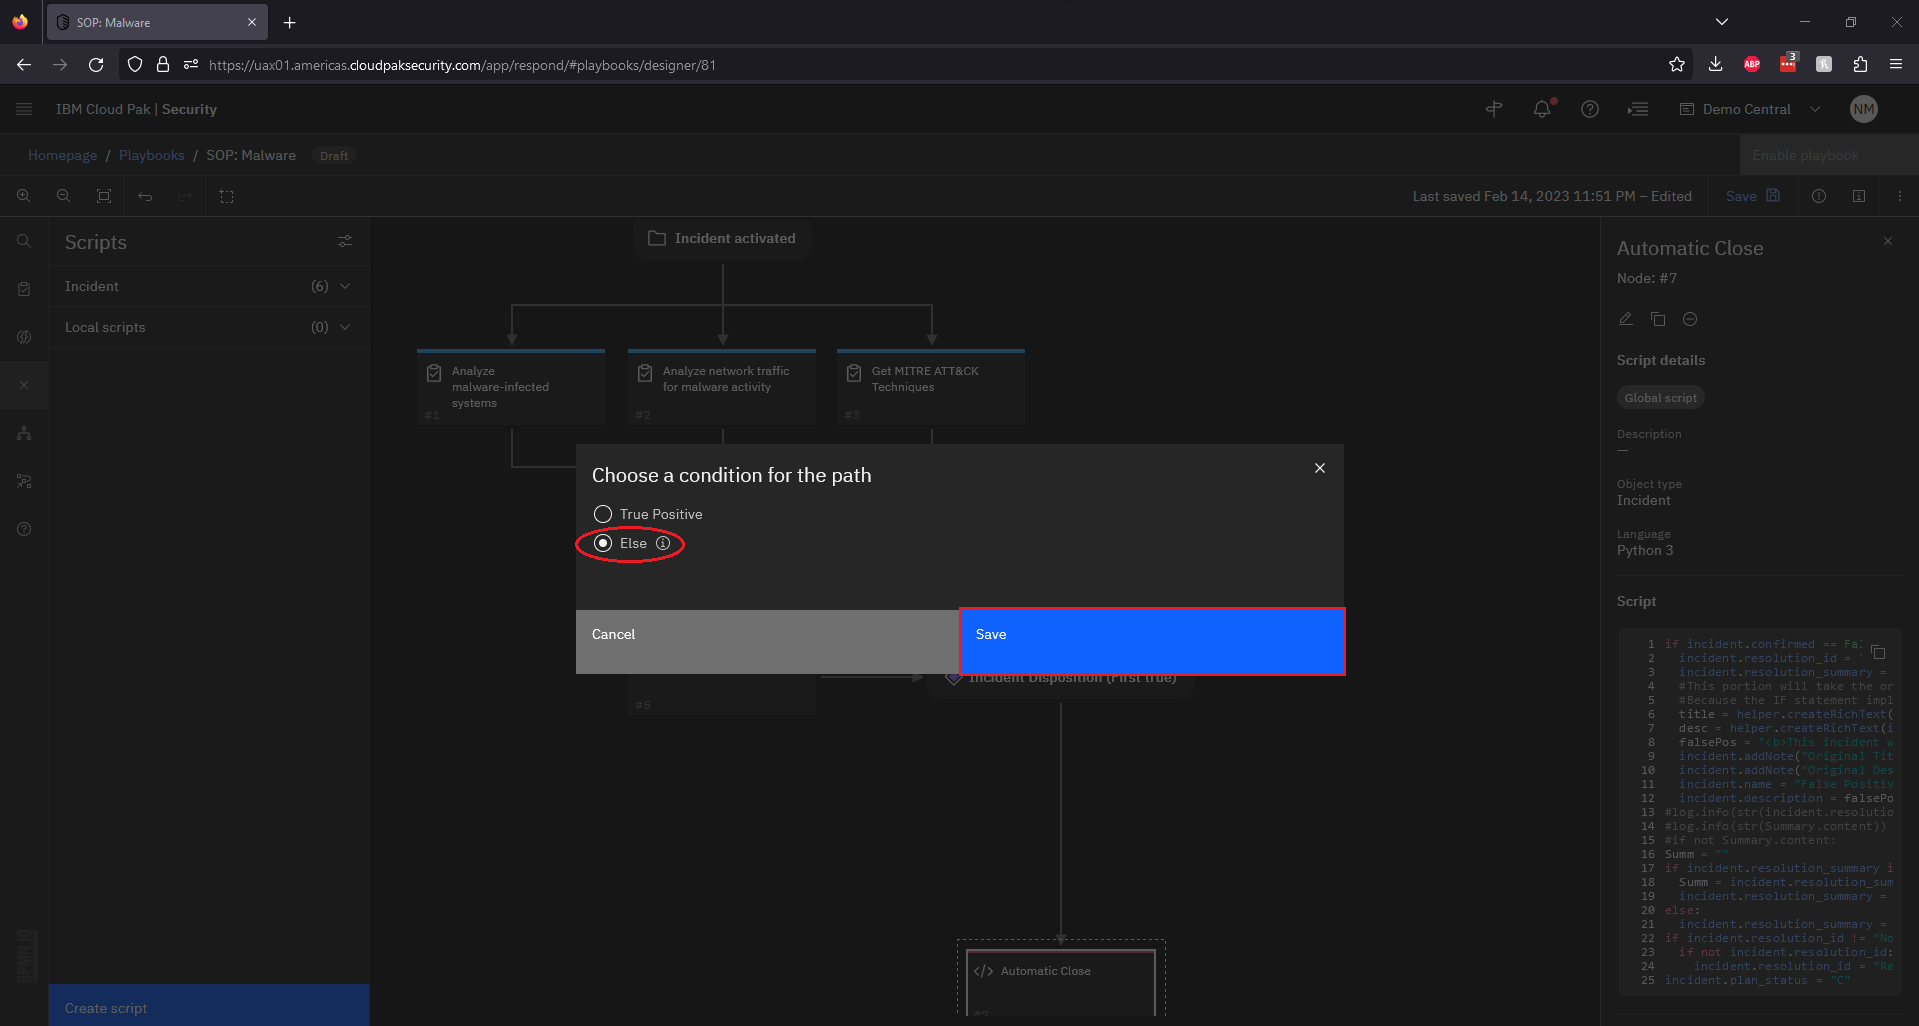 SOP: Malware
https://uax01.americas.cloudpaksecurity.com/app/respond/#playbooks/designer/81
ABP
3
IBM Cloud Pak | Security
Demo Central
NM
Homepage / Playbooks / SOP: Malware Draft
Enable playbook
Last saved Feb 14, 2023 11:51 PM – Edited
Save
Scripts
Incident (6)
Local scripts (0)
Create script
BPMN.iO
Incident activated
Analyze
malware-infected
systems
#1
Analyze network traffic
for malware activity
#2
Get MITRE ATT&CK
Techniques
#3
Choose a condition for the path
True Positive
Else
Cancel
Save
Incident Disposition (First true)
#5
</> Automatic Close
#7
Automatic Close
Node: #7
Script details
Global script
Description
—
Object type
Incident
Language
Python 3
Script
1 if incident.confirmed == Fal
2 incident.resolution_id = '
3 incident.resolution_summary =
4 #This portion will take the or
5 #Because the IF statement impl
6 title = helper.createRichText(
7 desc = helper.createRichText(i
8 falsePos = "<b>This incident w
9 incident.addNote("Original Tit
10 incident.addNote("Original Des
11 incident.name = "False Positiv
12 incident.description = falsePo
13 #log.info(str(incident.resolutio
14 #log.info(str(Summary.content))
15 #if not Summary.content:
16 Summ = ""
17 if incident.resolution_summary i
18 Summ = incident.resolution_sum
19 incident.resolution_summary =
20 else:
21 incident.resolution_summary =
22 if incident.resolution_id != "No
23 if not incident.resolution_id:
24 incident.resolution_id = "Re
25 incident.plan_status = "C"